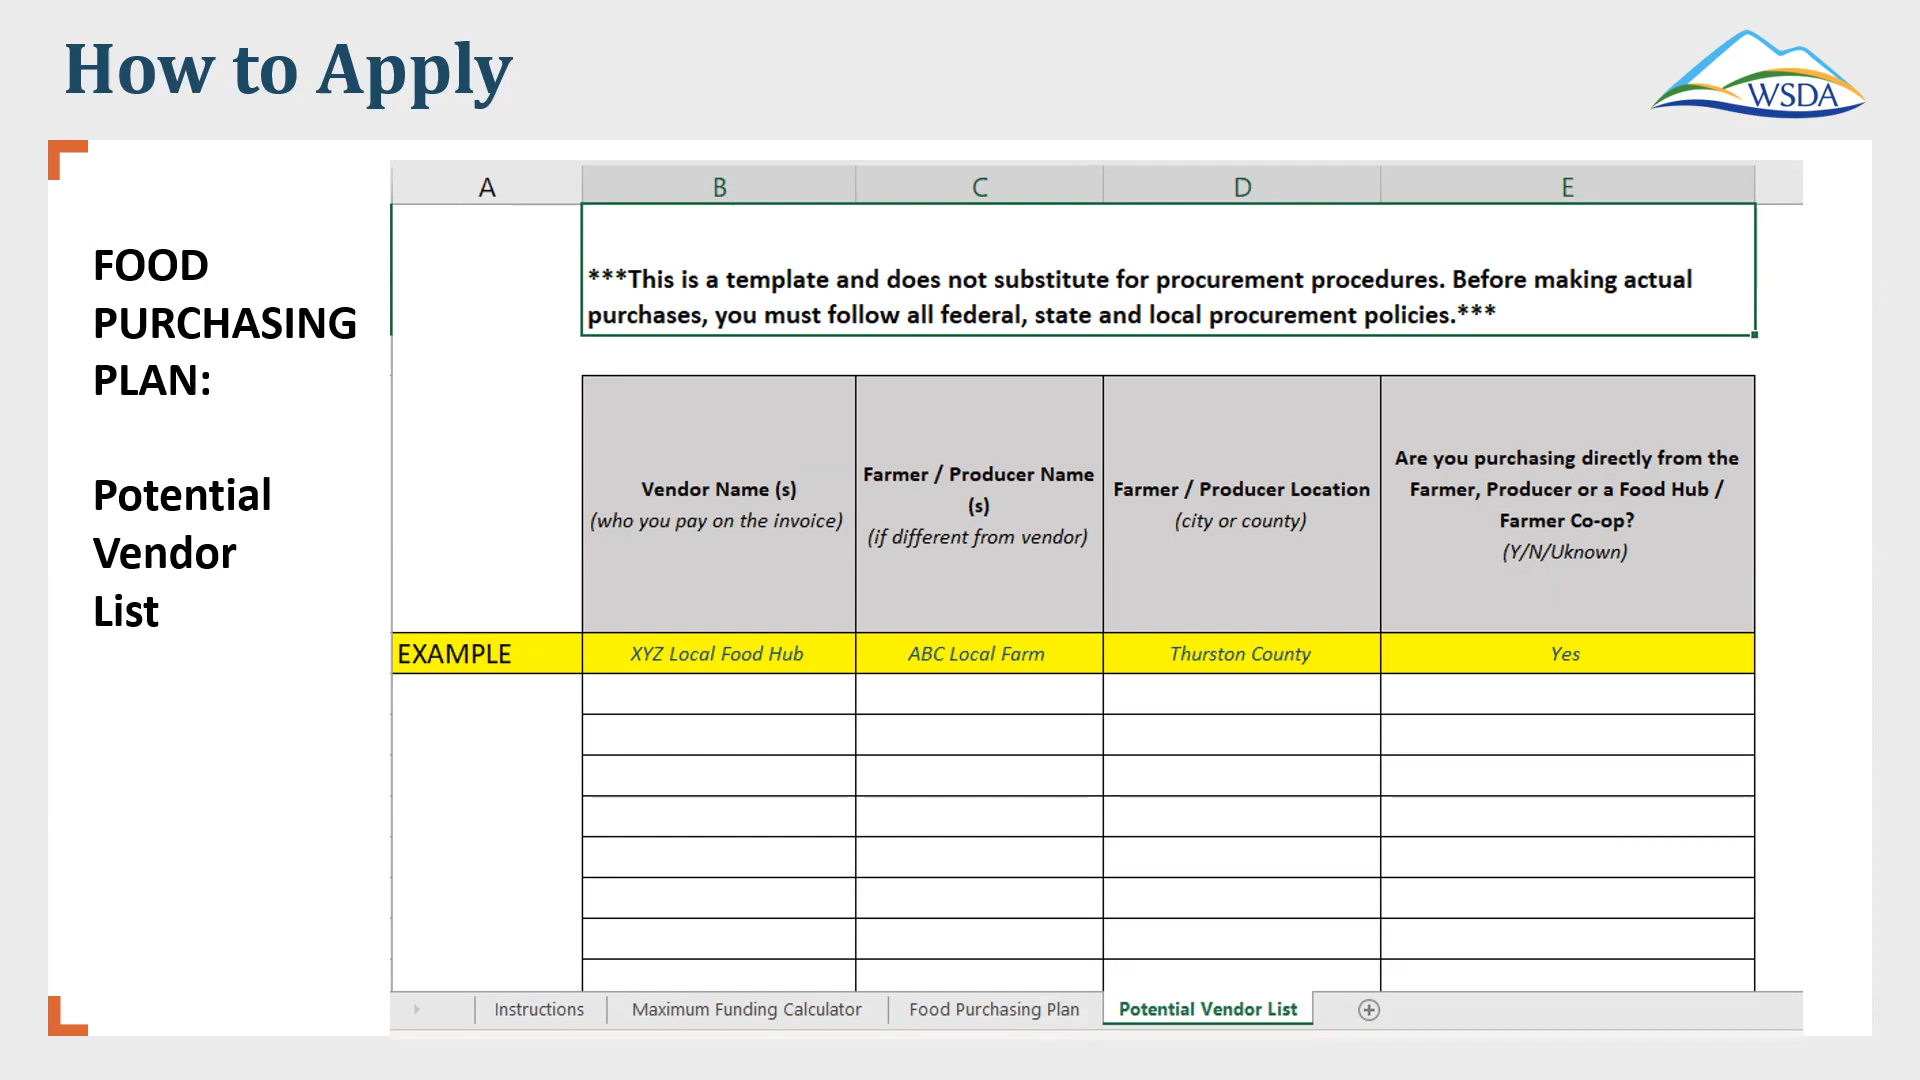 How to Apply
WSDA
FOOD
PURCHASING
PLAN:
Potential
Vendor
List
A B C D E
***This is a template and does not substitute for procurement procedures. Before making actual
purchases, you must follow all federal, state and local procurement policies.***
Vendor Name (s)
(who you pay on the invoice)
Farmer / Producer Name
(s)
(if different from vendor)
Farmer / Producer Location
(city or county)
Are you purchasing directly from the
Farmer, Producer or a Food Hub /
Farmer Co-op?
(Y/N/Uknown)
EXAMPLE XYZ Local Food Hub ABC Local Farm Thurston County Yes
Instructions Maximum Funding Calculator Food Purchasing Plan Potential Vendor List